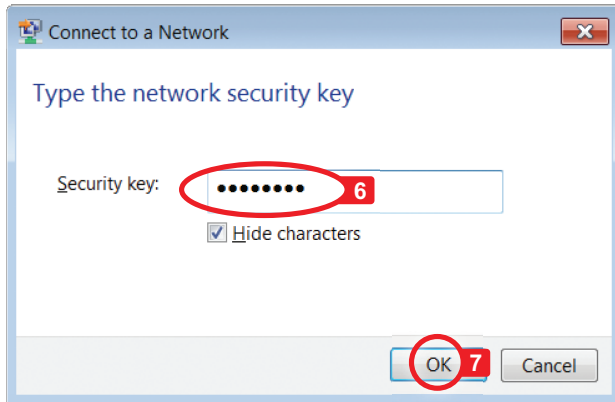 Connect to a Network
Type the network security key
Security key: •••••••• 6
Hide characters
OK 7 Cancel